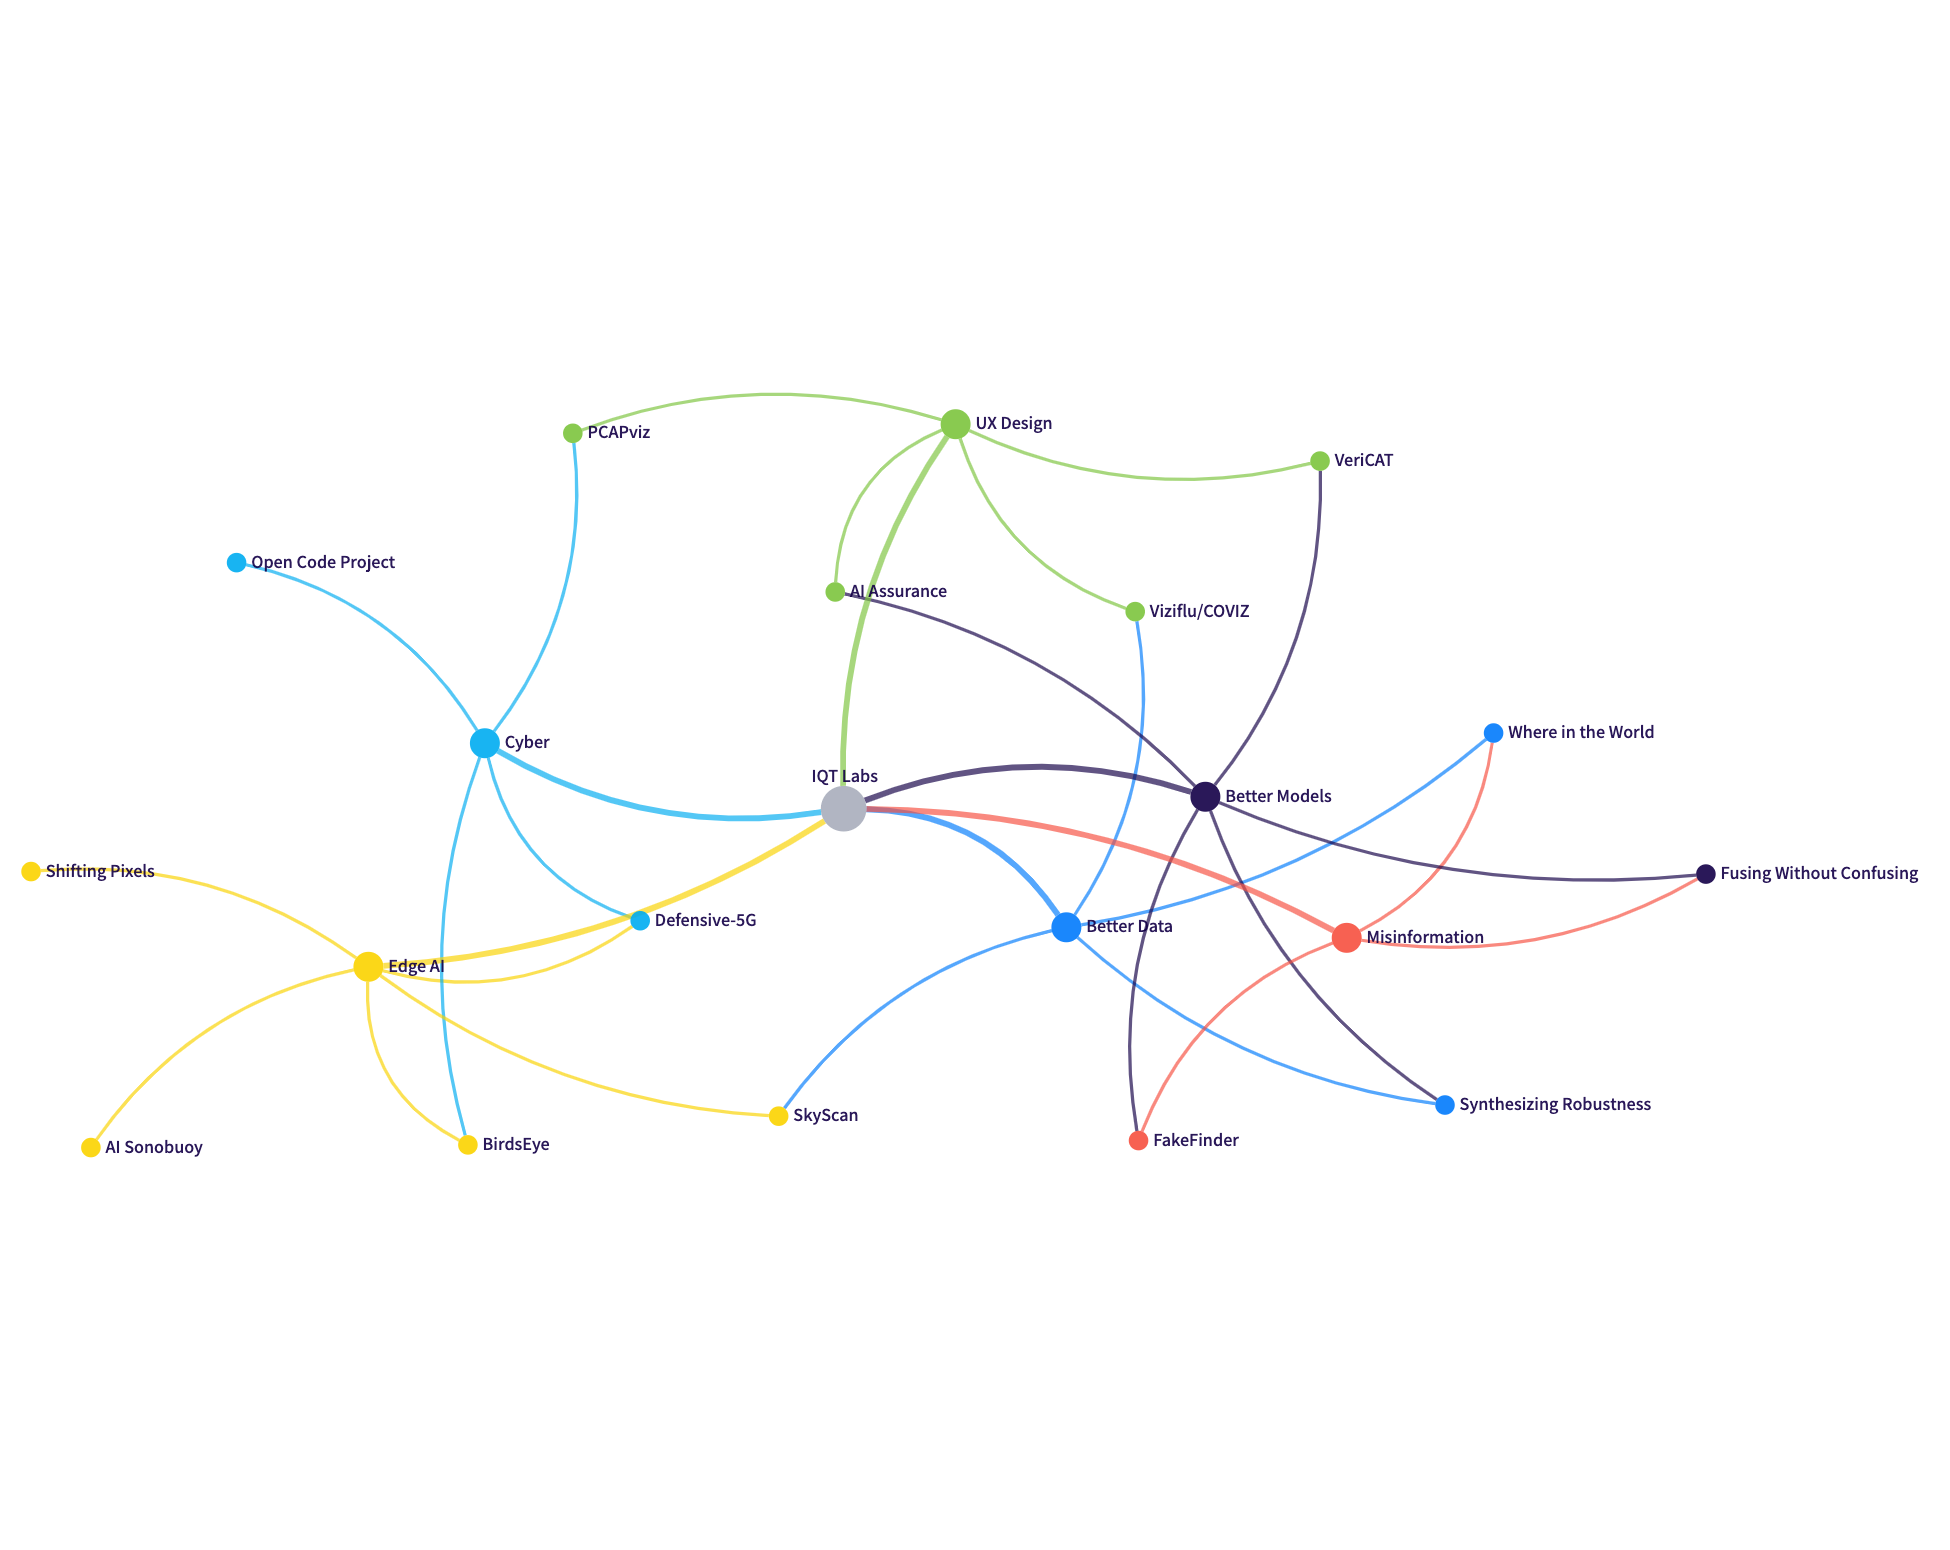 UX Design
PCAPviz
VeriCAT
Open Code Project
AI Assurance
Viziflu/COVIZ
Where in the World
Cyber
IQT Labs
Better Models
Shifting Pixels
Fusing Without Confusing
Defensive-5G
Better Data
Misinformation
Edge AI
Synthesizing Robustness
SkyScan
FakeFinder
BirdsEye
AI Sonobuoy